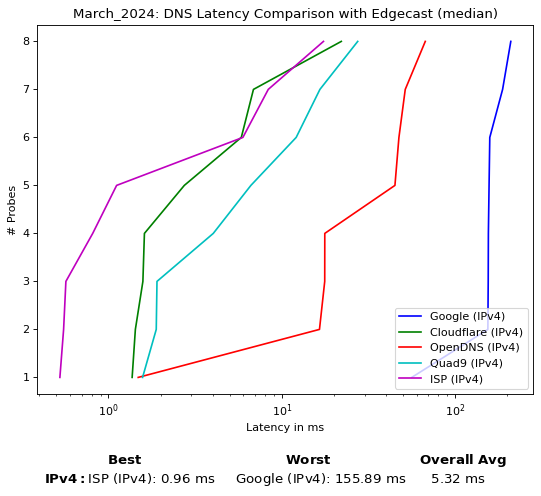 March_2024: DNS Latency Comparison with Edgecast (median)
8
7
6
5
4
3
2
1
# Probes
Google (IPv4)
Cloudflare (IPv4)
OpenDNS (IPv4)
Quad9 (IPv4)
ISP (IPv4)
10⁰ 10¹ 10²
Latency in ms
Best Worst Overall Avg
IPv4: ISP (IPv4): 0.96 ms Google (IPv4): 155.89 ms 5.32 ms